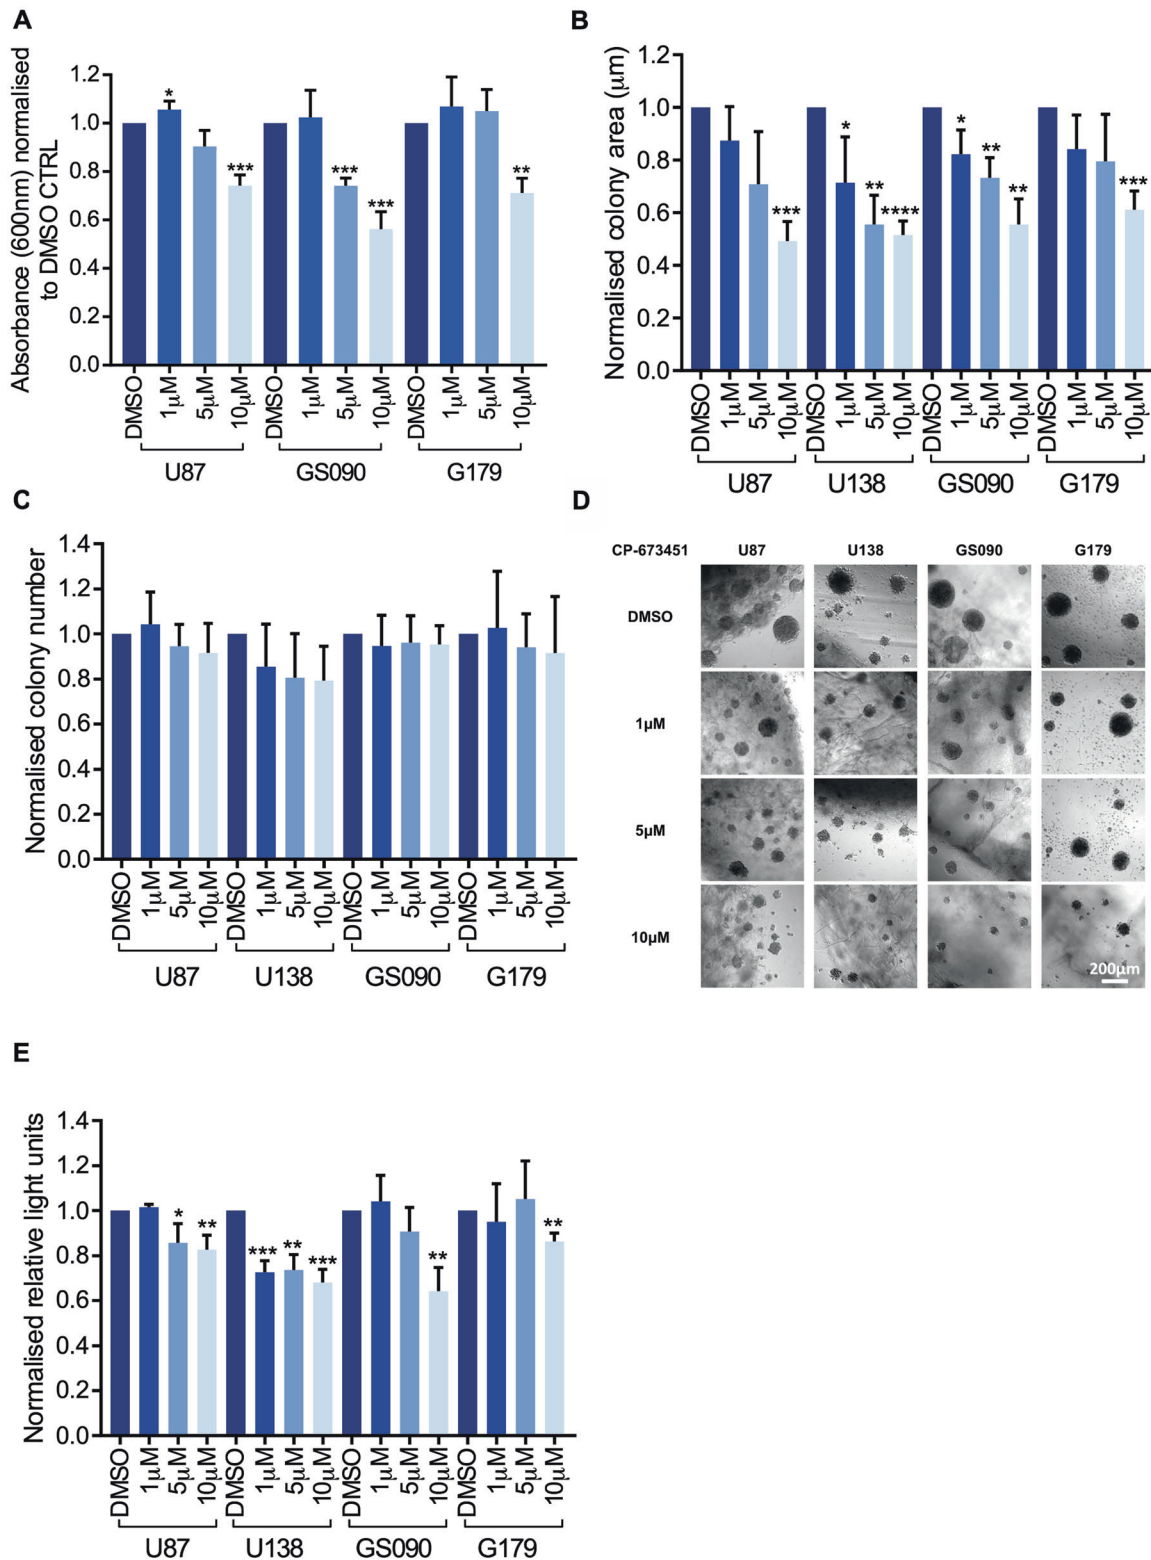 A
Absorbance (600nm) normalised
to DMSO CTRL
1.2
1.0
0.8
0.6
0.4
0.2
0.0
* *** *** *** **
DMSO 1μM 5μM 10μM DMSO 1μM 5μM 10μM DMSO 1μM 5μM 10μM
U87 GS090 G179
B
Normalised colony area (μm)
1.2
1.0
0.8
0.6
0.4
0.2
0.0
*** * ** **** * ** ** ***
DMSO 1μM 5μM 10μM DMSO 1μM 5μM 10μM DMSO 1μM 5μM 10μM DMSO 1μM 5μM 10μM
U87 U138 GS090 G179
C
Normalised colony number
1.4
1.2
1.0
0.8
0.6
0.4
0.2
0.0
DMSO 1μM 5μM 10μM DMSO 1μM 5μM 10μM DMSO 1μM 5μM 10μM DMSO 1μM 5μM 10μM
U87 U138 GS090 G179
D
CP-673451 U87 U138 GS090 G179
DMSO
1μM
5μM
10μM
200μm
E
Normalised relative light units
1.4
1.2
1.0
0.8
0.6
0.4
0.2
0.0
* ** *** ** *** ** **
DMSO 1μM 5μM 10μM DMSO 1μM 5μM 10μM DMSO 1μM 5μM 10μM DMSO 1μM 5μM 10μM
U87 U138 GS090 G179